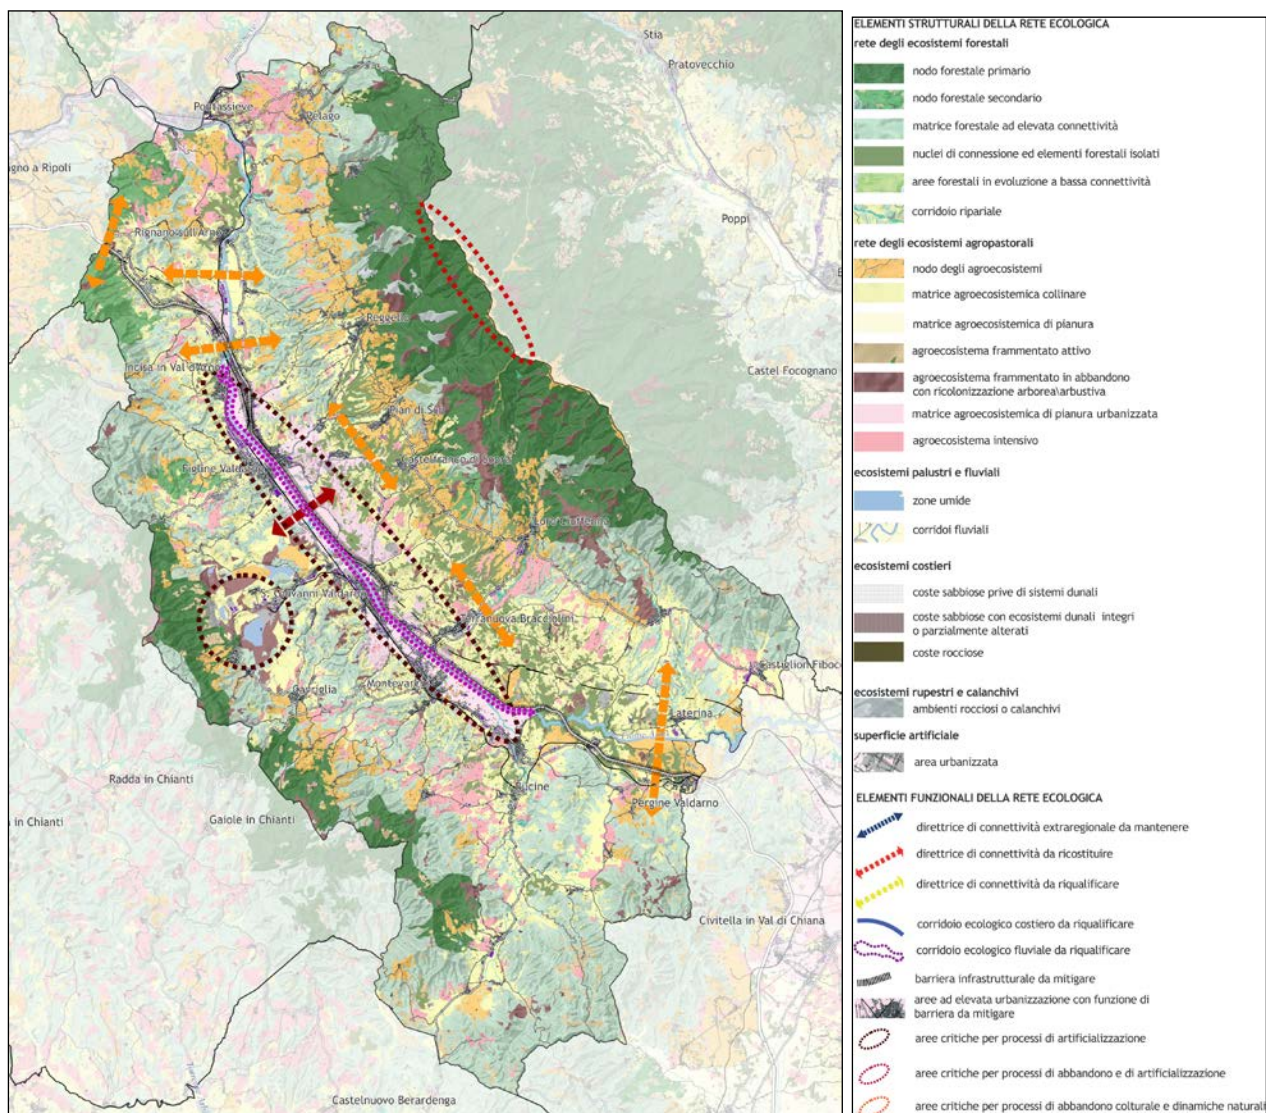 Stia
Pratovecchio
Pontassieve
Pelago
gno a Ripoli
Poppi
Rignano sull'Arno
Reggello
Incisa in Val d'Arno
Castel Focognano
Pian di Scò
Castelfranco di Sopra
Figline Valdarno
Loro Ciuffenna
S. Giovanni Valdarno
Terranuova Bracciolini
Castiglion Fiboc
Cavriglia
Montevarchi
Laterina
Radda in Chianti
Bucine
Pergine Valdarno
in Chianti
Gaiole in Chianti
Civitella in Val di Chiana
Castelnuovo Berardenga
ELEMENTI STRUTTURALI DELLA RETE ECOLOGICA
rete degli ecosistemi forestali
nodo forestale primario
nodo forestale secondario
matrice forestale ad elevata connettività
nuclei di connessione ed elementi forestali isolati
aree forestali in evoluzione a bassa connettività
corridoio ripariale
rete degli ecosistemi agropastorali
nodo degli agroecosistemi
matrice agroecosistemica collinare
matrice agroecosistemica di pianura
agroecosistema frammentato attivo
agroecosistema frammentato in abbandono
con ricolonizzazione arborea\arbustiva
matrice agroecosistemica di pianura urbanizzata
agroecosistema intensivo
ecosistemi palustri e fluviali
zone umide
corridoi fluviali
ecosistemi costieri
coste sabbiose prive di sistemi dunali
coste sabbiose con ecosistemi dunali integri
o parzialmente alterati
coste rocciose
ecosistemi rupestri e calanchivi
ambienti rocciosi o calanchivi
superficie artificiale
area urbanizzata
ELEMENTI FUNZIONALI DELLA RETE ECOLOGICA
direttrice di connettività extraregionale da mantenere
direttrice di connettività da ricostituire
direttrice di connettività da riqualificare
corridoio ecologico costiero da riqualificare
corridoio ecologico fluviale da riqualificare
barriera infrastrutturale da mitigare
aree ad elevata urbanizzazione con funzione di
barriera da mitigare
aree critiche per processi di artificializzazione
aree critiche per processi di abbandono e di artificializzazione
aree critiche per processi di abbandono colturale e dinamiche naturali